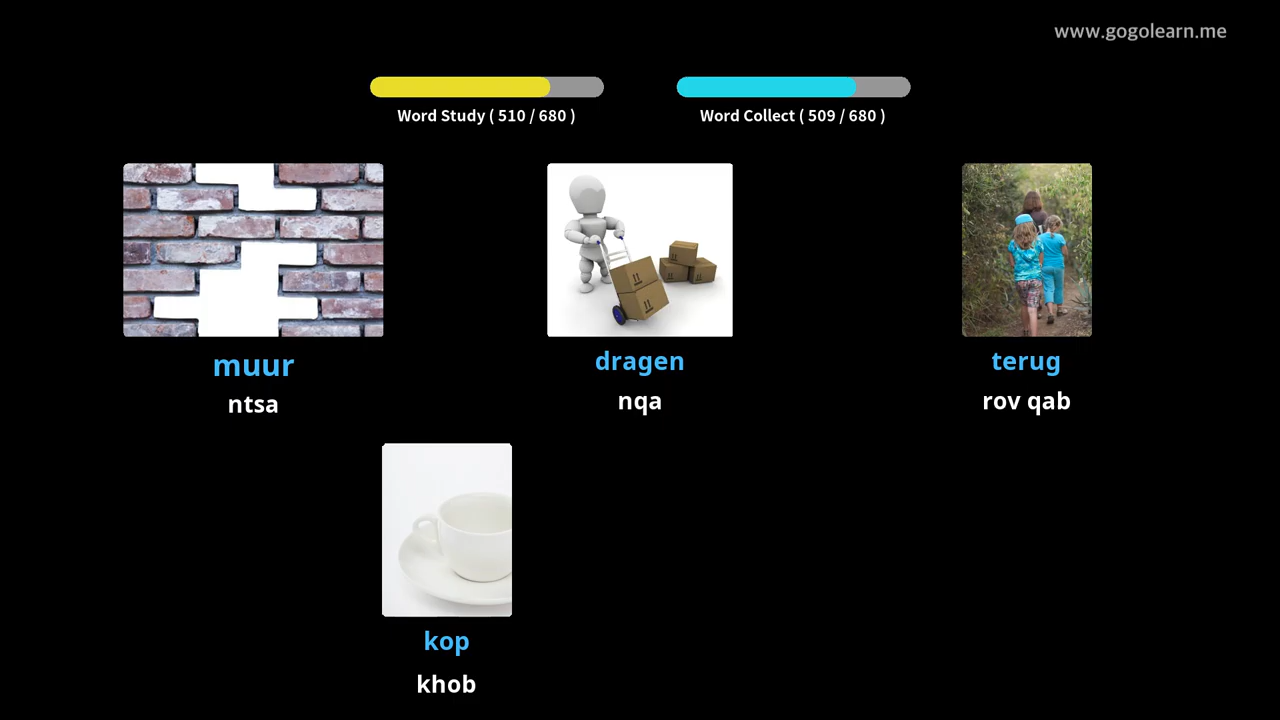 www.gogolearn.me
Word Study ( 510 / 680 )
Word Collect ( 509 / 680 )
muur
ntsa
dragen
nqa
terug
rov qab
kop
khob